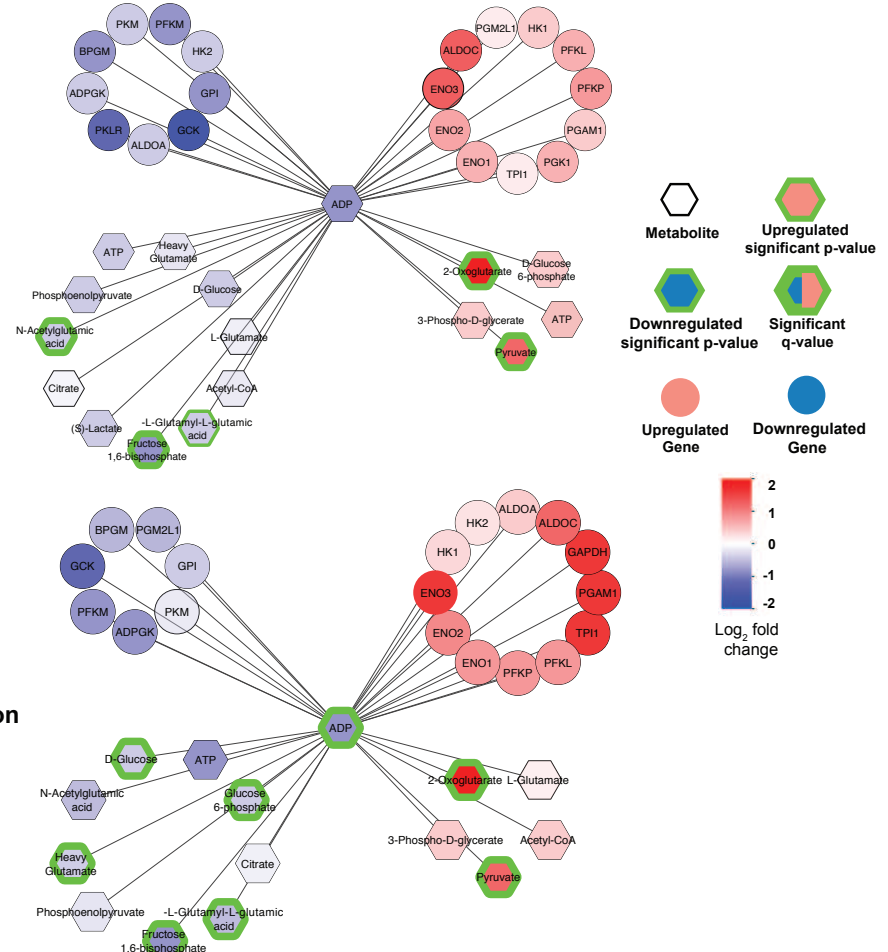 PKM
PFKM
BPGM
HK2
ADPGK
GPI
PKLR
GCK
ALDOA
PGM2L1
HK1
ALDOC
PFKL
ENO3
PFKP
ENO2
PGAM1
ENO1
PGK1
TPI1
ADP
ATP
Heavy
Glutamate
Phosphoenolpyruvate
D-Glucose
N-Acetylglutamic
acid
L-Glutamate
Citrate
Acetyl-CoA
(S)-Lactate
-L-Glutamyl-L-glutamic
acid
Fructose
1,6-bisphosphate
2-Oxoglutarate
D-Glucose
6-phosphate
3-Phospho-D-glycerate
ATP
Pyruvate
Metabolite
Upregulated
significant p-value
Downregulated
significant p-value
Significant
q-value
Upregulated
Gene
Downregulated
Gene
2
1
0
-1
-2
Log2 fold
change
BPGM
PGM2L1
GCK
GPI
PFKM
PKM
ADPGK
ALDOA
HK2
ALDOC
HK1
GAPDH
ENO3
PGAM1
ENO2
TPI1
ENO1
PFKL
PFKP
on
ADP
D-Glucose
ATP
N-Acetylglutamic
acid
Glucose
6-phosphate
Heavy
Glutamate
Citrate
Phosphoenolpyruvate
-L-Glutamyl-L-glutamic
acid
Fructose
1,6-bisphosphate
2-Oxoglutarate
L-Glutamate
3-Phospho-D-glycerate
Acetyl-CoA
Pyruvate